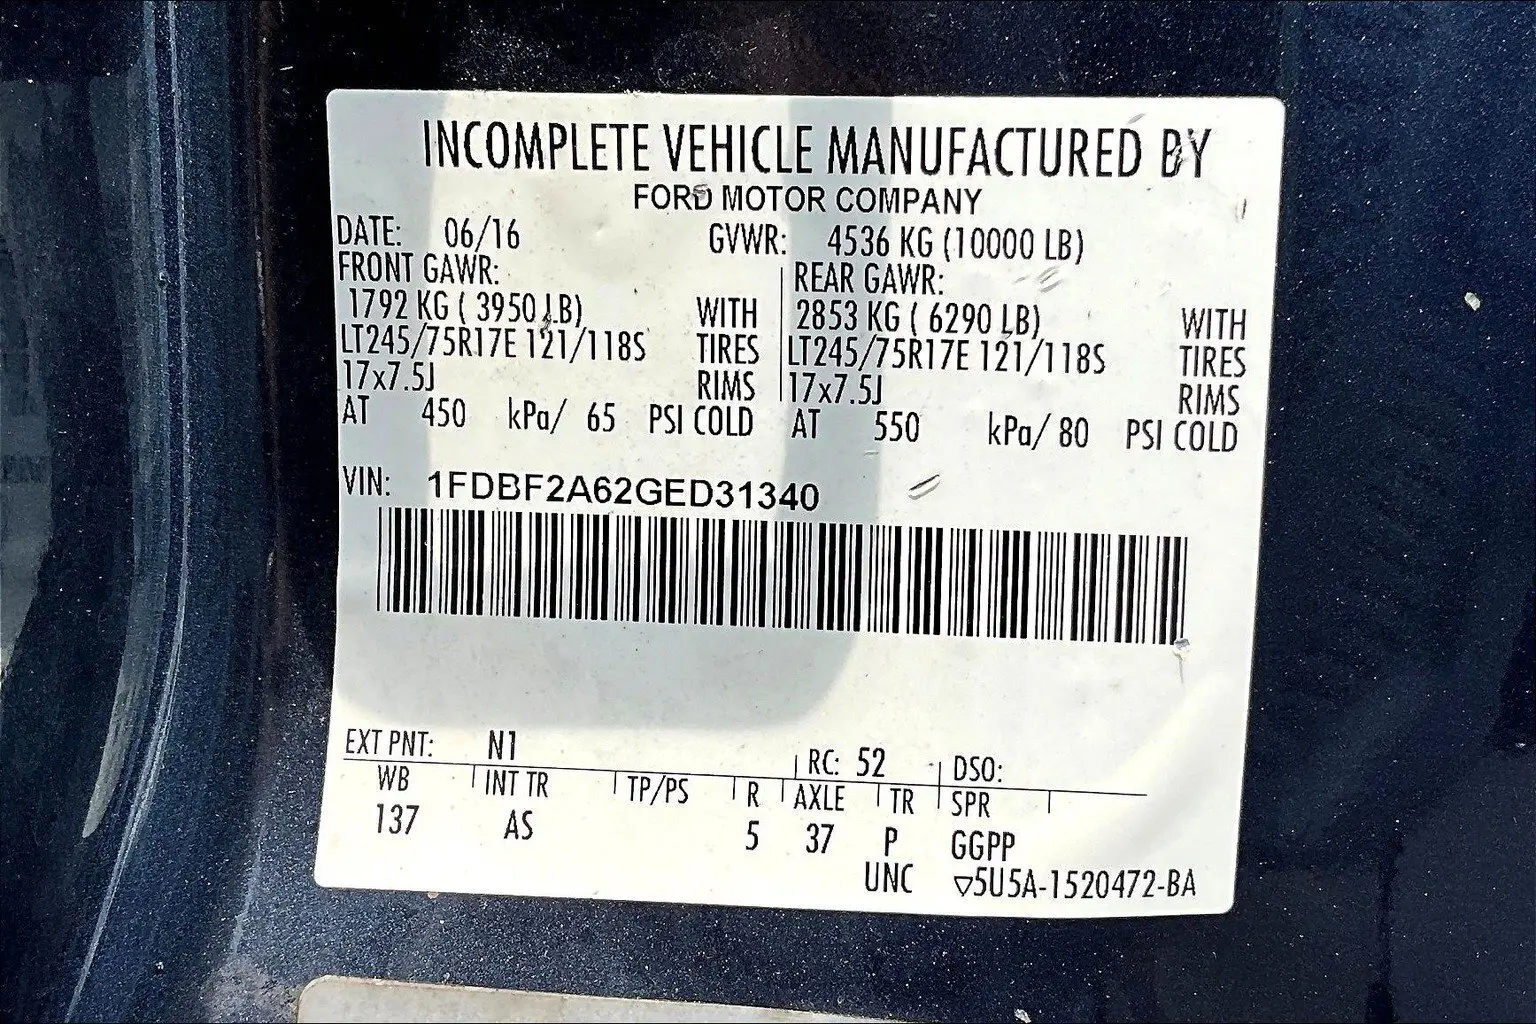 INCOMPLETE VEHICLE MANUFACTURED BY
FORD MOTOR COMPANY
DATE: 06/16 GVWR: 4536 KG (10000 LB)
FRONT GAWR: REAR GAWR:
1792 KG ( 3950 LB) WITH 2853 KG ( 6290 LB) WITH
LT245/75R17E 121/118S TIRES LT245/75R17E 121/118S TIRES
17x7.5J RIMS 17x7.5J RIMS
AT 450 kPa/ 65 PSI COLD AT 550 kPa/ 80 PSI COLD
VIN: 1FDBF2A62GED31340
EXT PNT: N1 RC: 52 DSO:
WB INT TR TP/PS R AXLE TR SPR
137 AS 5 37 P GGPP
UNC ▽5U5A-1520472-BA